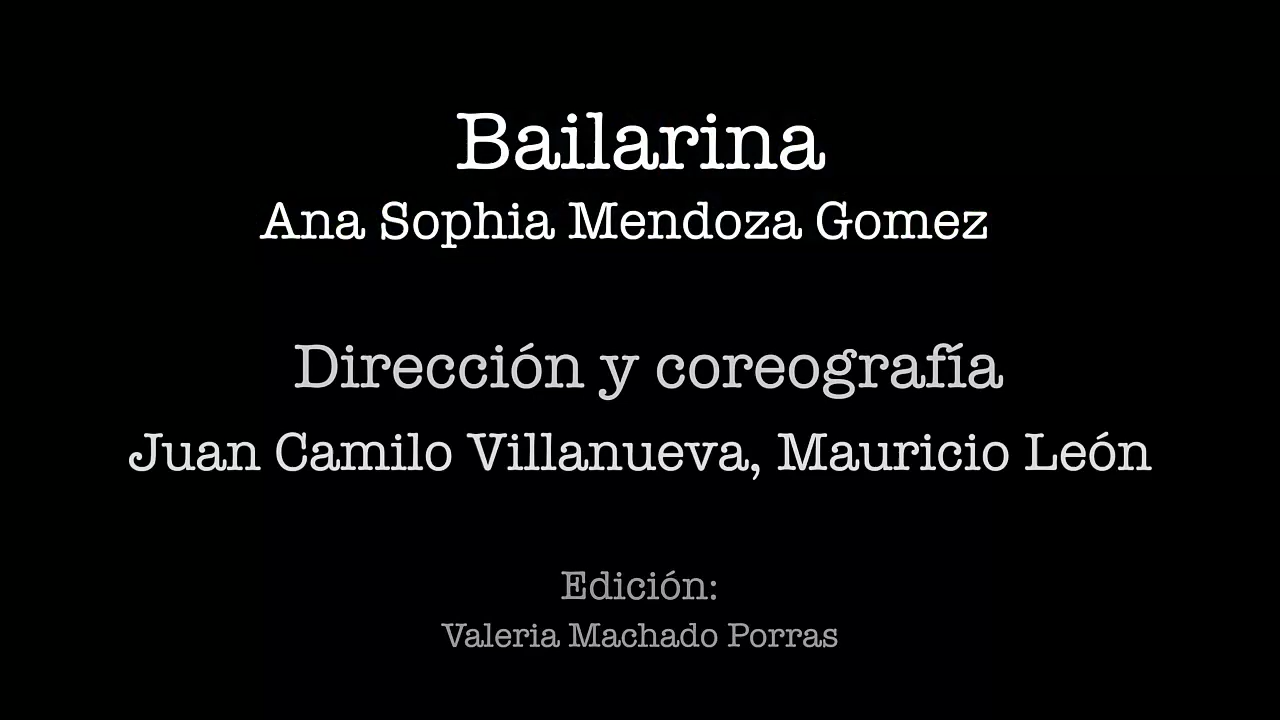 Bailarina
Ana Sophia Mendoza Gomez
Dirección y coreografía
Juan Camilo Villanueva, Mauricio León
Edición:
Valeria Machado Porras